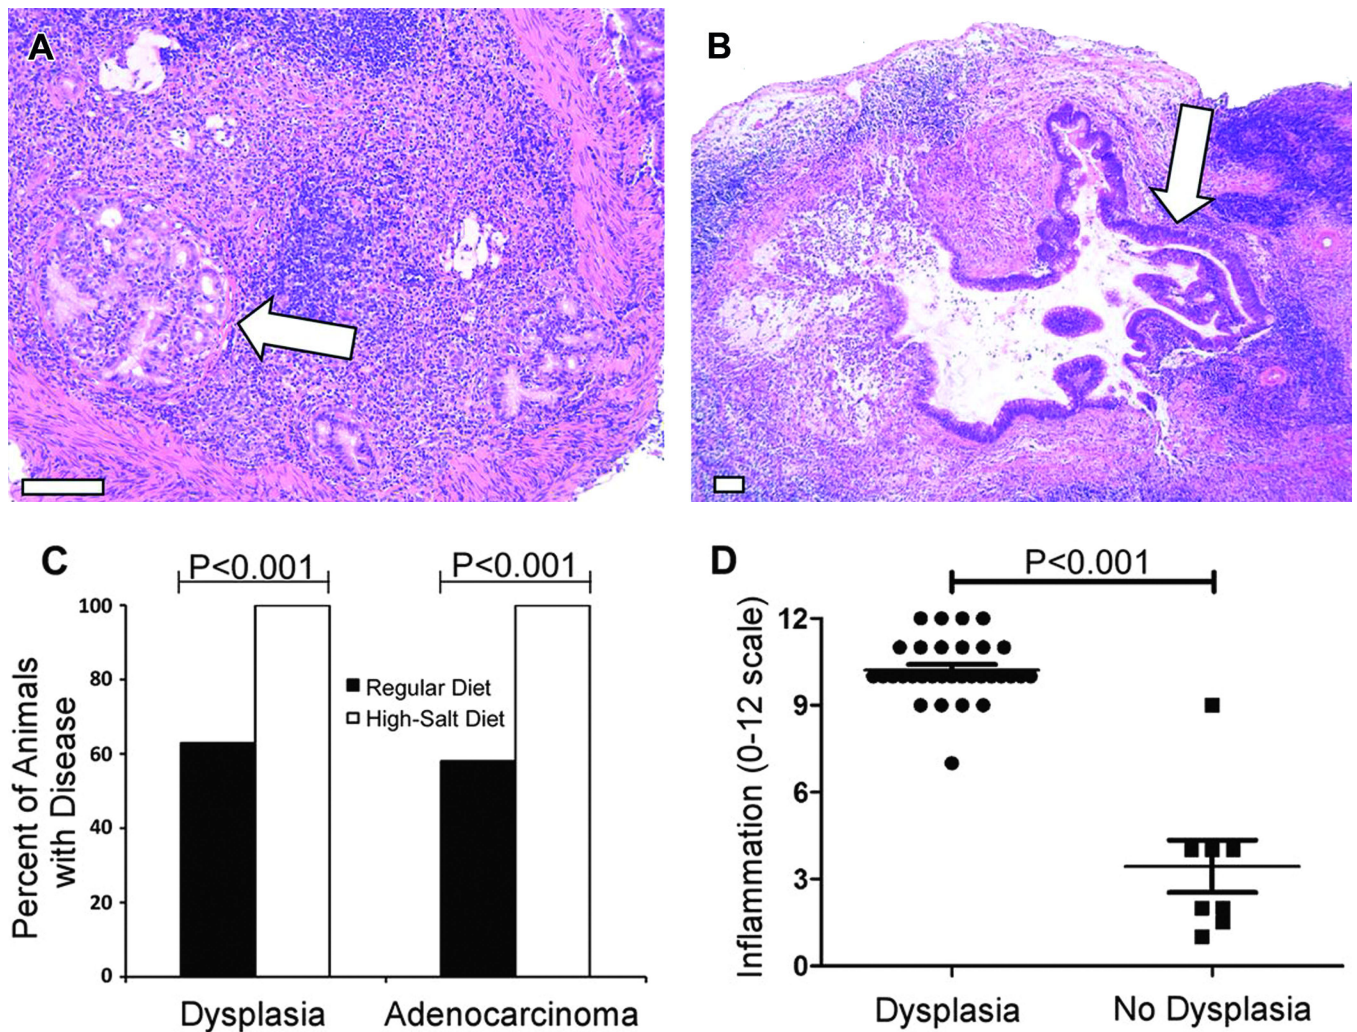 A
B
C
P<0.001
P<0.001
100
80
60
40
20
0
Percent of Animals
with Disease
Regular Diet
High-Salt Diet
Dysplasia
Adenocarcinoma
D
P<0.001
12
9
6
3
0
Inflammation (0-12 scale)
Dysplasia
No Dysplasia